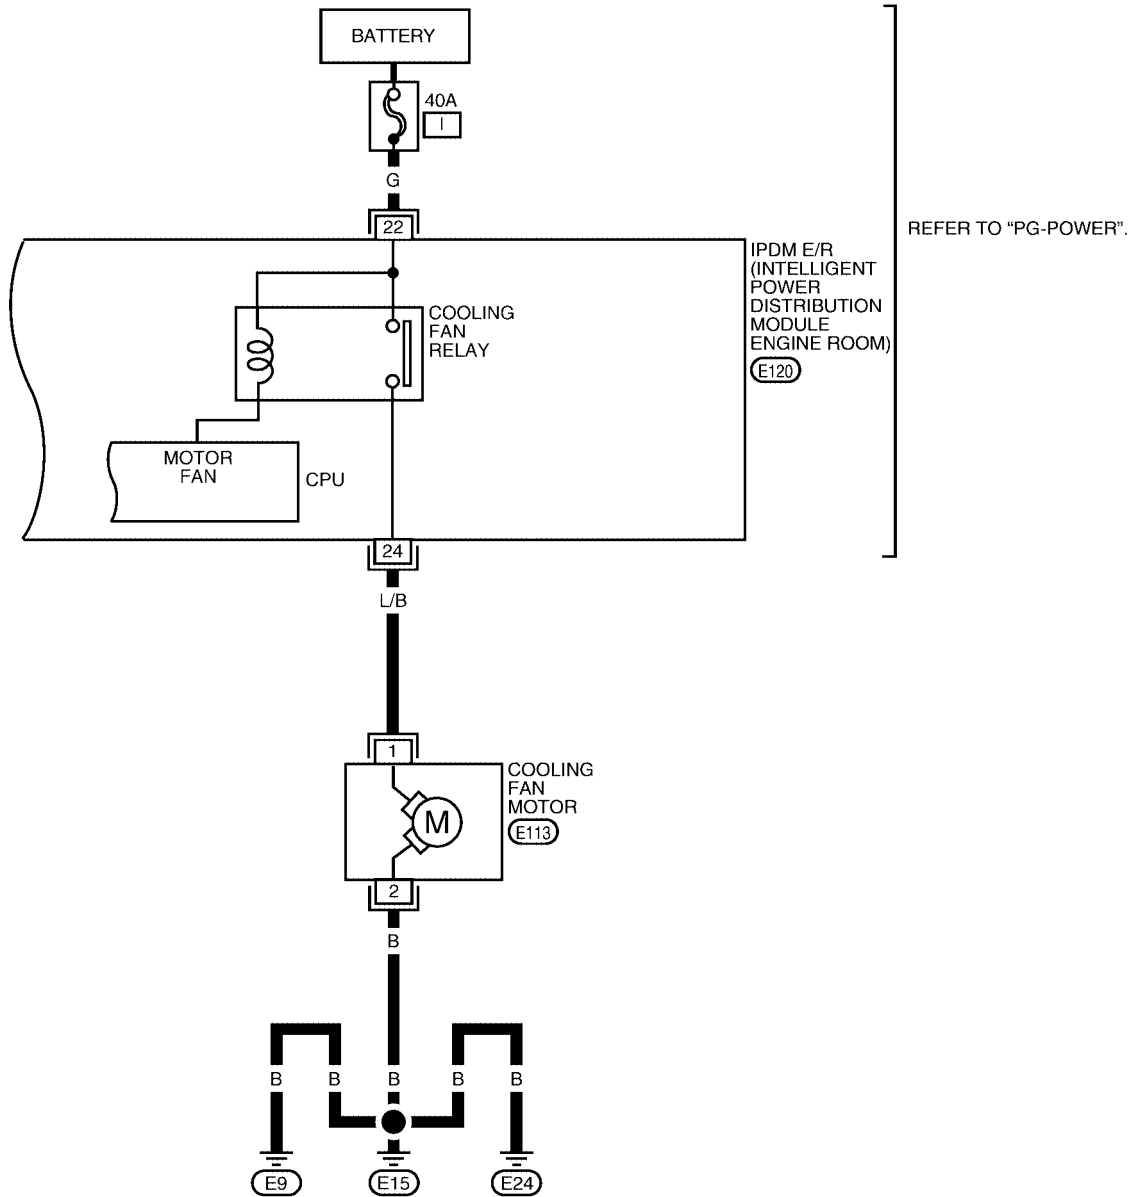 BATTERY
40A
I
G
22
REFER TO “PG-POWER”.
IPDM E/R
(INTELLIGENT
POWER
DISTRIBUTION
MODULE
ENGINE ROOM)
E120
COOLING
FAN
RELAY
MOTOR
FAN
CPU
24
L/B
1
COOLING
FAN
MOTOR
E113
M
2
B
B
B
B
B
B
E9
E15
E24